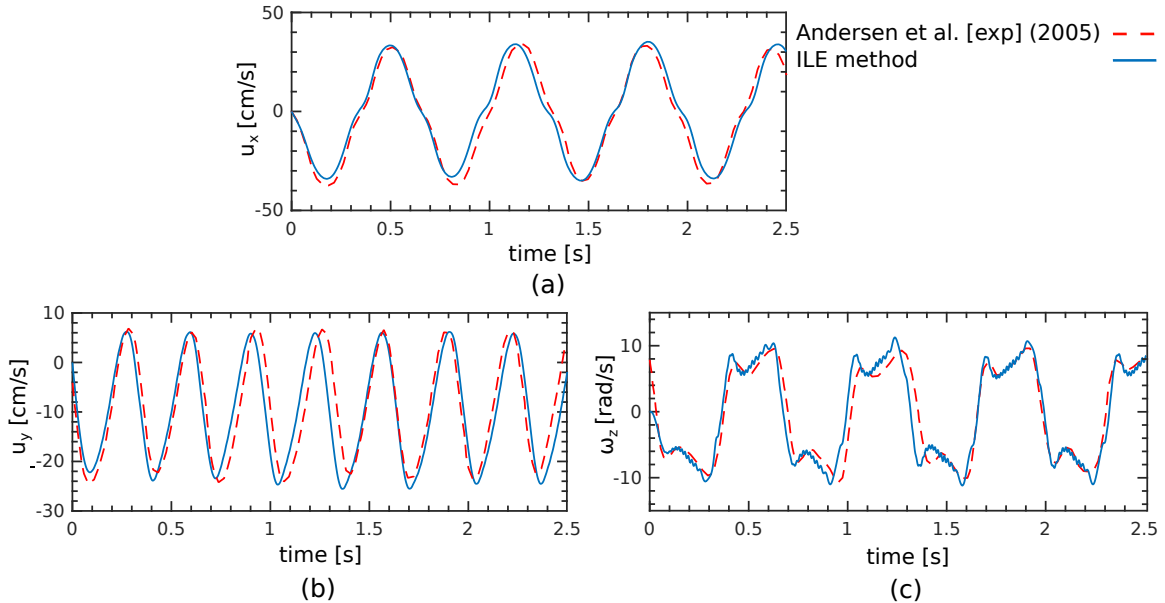 50
0
-50
u_x [cm/s]
0 0.5 1 1.5 2 2.5
time [s]
(a)
Andersen et al. [exp] (2005)
ILE method
10
0
-10
-20
-30
u_y [cm/s]
0 0.5 1 1.5 2 2.5
time [s]
(b)
10
0
-10
ω_z [rad/s]
0 0.5 1 1.5 2 2.5
time [s]
(c)